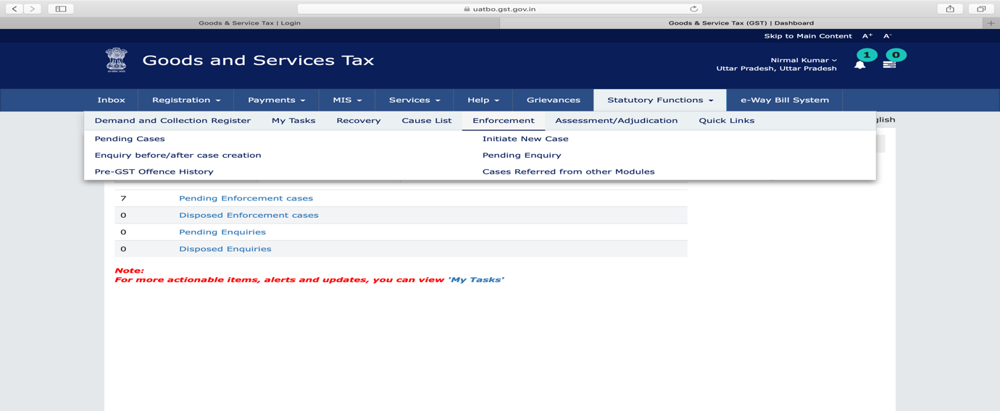 uatbo.gst.gov.in
Goods & Service Tax | Login
Goods & Service Tax (GST) | Dashboard
Skip to Main Content A+ A-
Goods and Services Tax
Nirmal Kumar
Uttar Pradesh, Uttar Pradesh
1 0
Inbox Registration Payments MIS Services Help Grievances Statutory Functions e-Way Bill System
Demand and Collection Register My Tasks Recovery Cause List Enforcement Assessment/Adjudication Quick Links
glish
Pending Cases Initiate New Case
Enquiry before/after case creation Pending Enquiry
Pre-GST Offence History Cases Referred from other Modules
7 Pending Enforcement cases
0 Disposed Enforcement cases
0 Pending Enquiries
0 Disposed Enquiries
Note:
For more actionable items, alerts and updates, you can view 'My Tasks'